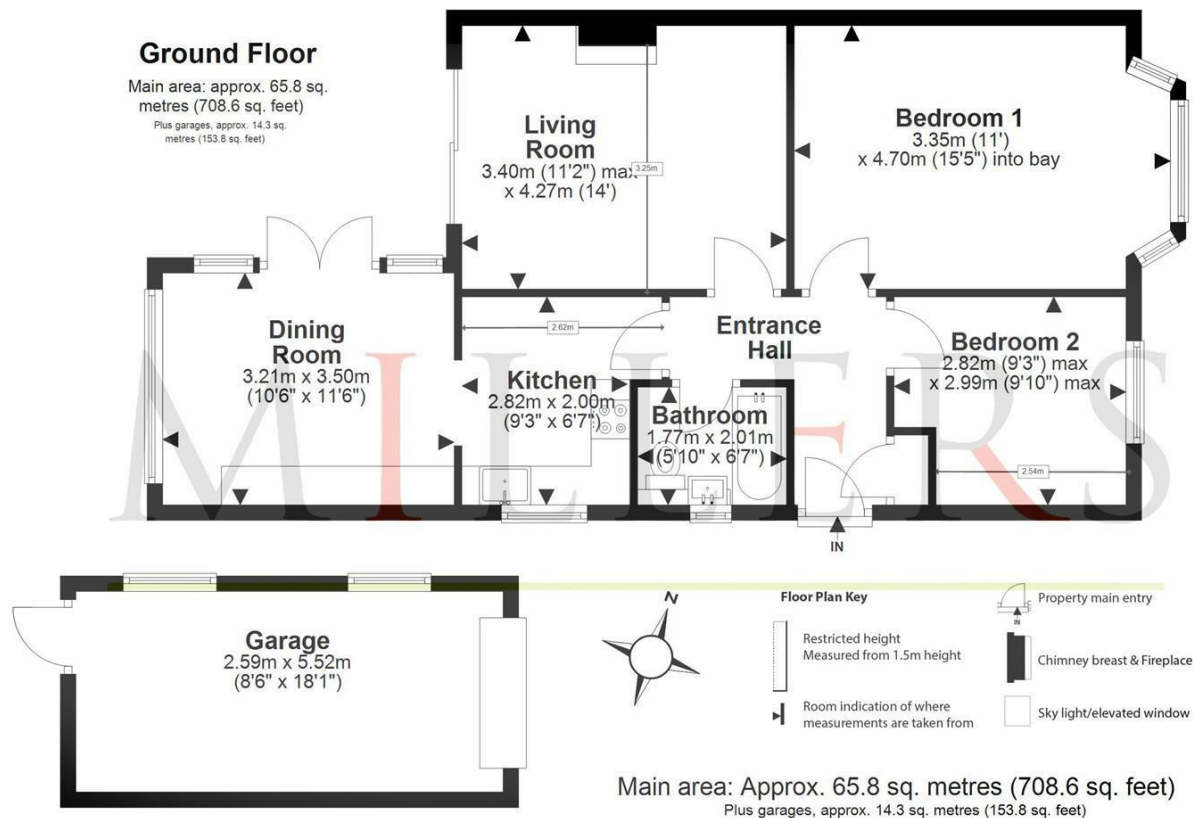 Ground Floor
Main area: approx. 65.8 sq.
metres (708.6 sq. feet)
Plus garages, approx. 14.3 sq.
metres (153.8 sq. feet)
Living
Room
3.40m (11'2") max
x 4.27m (14')
3.25m
Bedroom 1
3.35m (11')
x 4.70m (15'5") into bay
Dining
Room
3.21m x 3.50m
(10'6" x 11'6")
2.62m
Kitchen
2.82m x 2.00m
(9'3" x 6'7")
Entrance
Hall
Bathroom
1.77m x 2.01m
(5'10" x 6'7")
Bedroom 2
2.82m (9'3") max
x 2.99m (9'10") max
2.54m
MILLERS
IN
Garage
2.59m x 5.52m
(8'6" x 18'1")
N
Floor Plan Key
Restricted height
Measured from 1.5m height
Room indication of where
measurements are taken from
Property main entry
IN
Chimney breast & Fireplace
Sky light/elevated window
Main area: Approx. 65.8 sq. metres (708.6 sq. feet)
Plus garages, approx. 14.3 sq. metres (153.8 sq. feet)